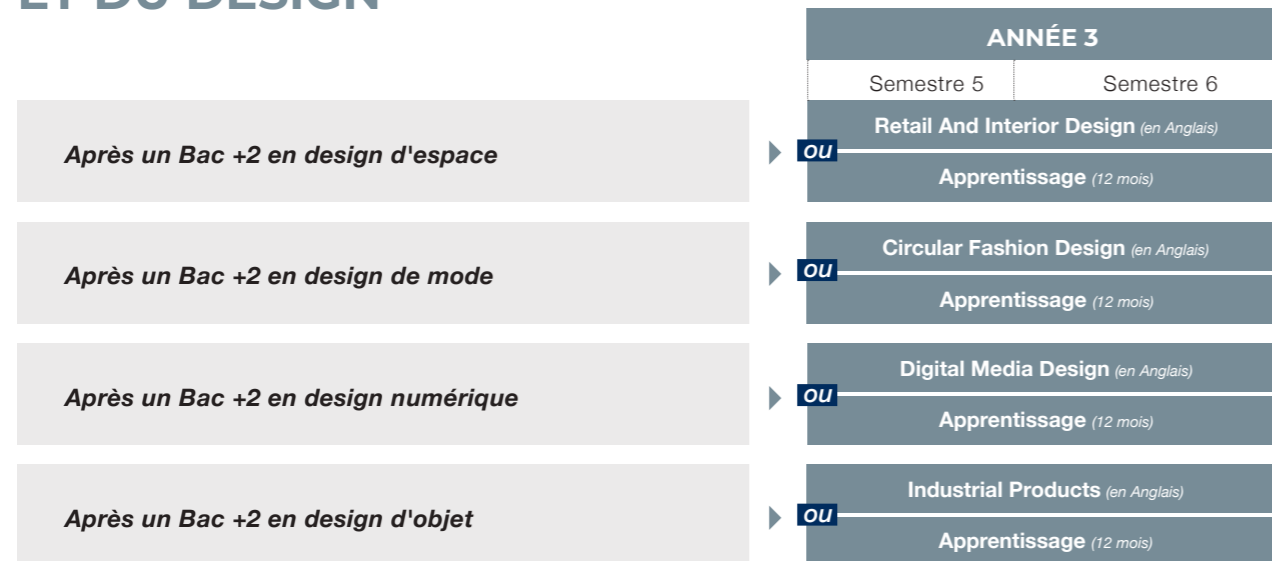 ET DU DESIGN
ANNÉE 3
Semestre 5 Semestre 6
Après un Bac +2 en design d'espace
ou
Retail And Interior Design (en Anglais)
Apprentissage (12 mois)
Après un Bac +2 en design de mode
ou
Circular Fashion Design (en Anglais)
Apprentissage (12 mois)
Après un Bac +2 en design numérique
ou
Digital Media Design (en Anglais)
Apprentissage (12 mois)
Après un Bac +2 en design d'objet
ou
Industrial Products (en Anglais)
Apprentissage (12 mois)